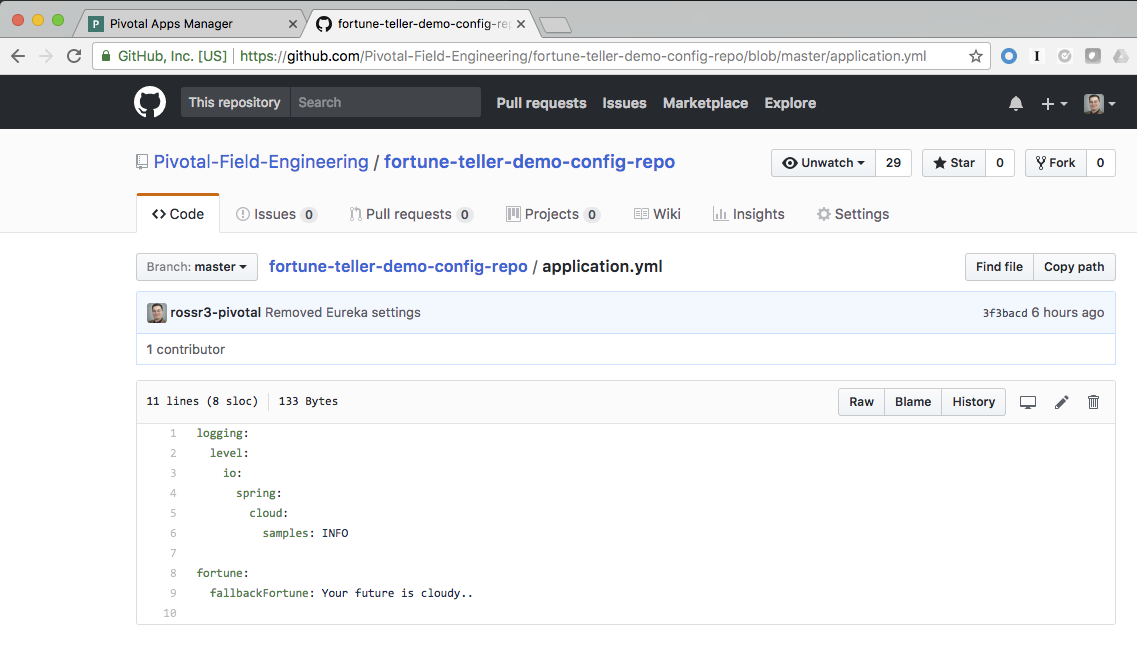 P Pivotal Apps Manager fortune-teller-demo-config-rep
GitHub, Inc. [US] https://github.com/Pivotal-Field-Engineering/fortune-teller-demo-config-repo/blob/master/application.yml
This repository Search Pull requests Issues Marketplace Explore
Pivotal-Field-Engineering / fortune-teller-demo-config-repo Unwatch 29 Star 0 Fork 0
Code Issues 0 Pull requests 0 Projects 0 Wiki Insights Settings
Branch: master fortune-teller-demo-config-repo / application.yml Find file Copy path
rossr3-pivotal Removed Eureka settings 3f3bacd 6 hours ago
1 contributor
11 lines (8 sloc) 133 Bytes Raw Blame History
1 logging:
2 level:
3 io:
4 spring:
5 cloud:
6 samples: INFO
7
8 fortune:
9 fallbackFortune: Your future is cloudy..
10